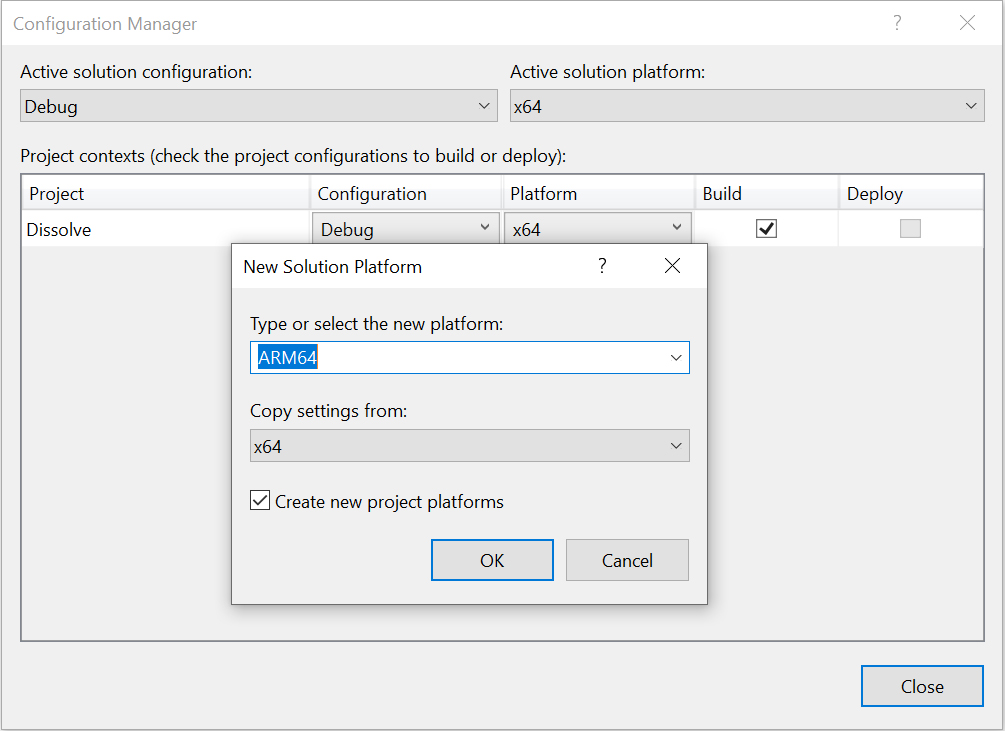 Configuration Manager ?
Active solution configuration: Active solution platform:
Debug x64
Project contexts (check the project configurations to build or deploy):
Project Configuration Platform Build Deploy
Dissolve Debug x64
New Solution Platform ?
Type or select the new platform:
ARM64
Copy settings from:
x64
Create new project platforms
OK Cancel
Close